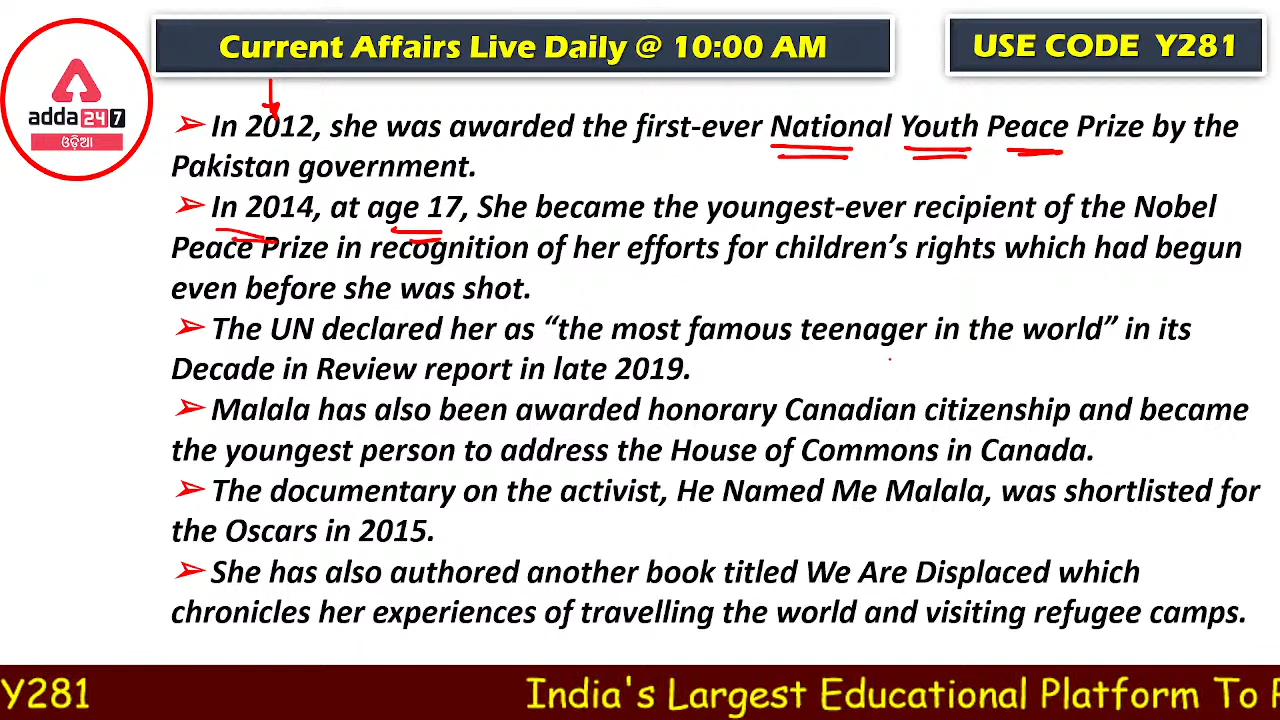 Current Affairs Live Daily @ 10:00 AM
USE CODE Y281
adda 24 7
ଓଡ଼ିଆ
➢In 2012, she was awarded the first-ever National Youth Peace Prize by the
Pakistan government.
➢In 2014, at age 17, She became the youngest-ever recipient of the Nobel
Peace Prize in recognition of her efforts for children’s rights which had begun
even before she was shot.
➢The UN declared her as “the most famous teenager in the world” in its
Decade in Review report in late 2019.
➢Malala has also been awarded honorary Canadian citizenship and became
the youngest person to address the House of Commons in Canada.
➢The documentary on the activist, He Named Me Malala, was shortlisted for
the Oscars in 2015.
➢She has also authored another book titled We Are Displaced which
chronicles her experiences of travelling the world and visiting refugee camps.
Y281 India's Largest Educational Platform To